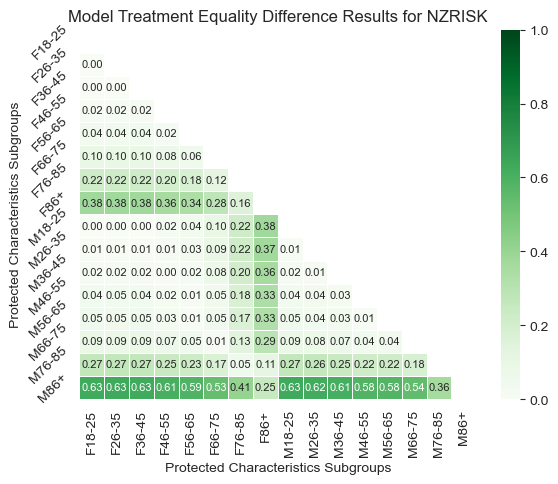 Model Treatment Equality Difference Results for NZRISK
Protected Characteristics Subgroups
F18-25
F26-35 0.00
F36-45 0.00 0.00
F46-55 0.02 0.02 0.02
F56-65 0.04 0.04 0.04 0.02
F66-75 0.10 0.10 0.10 0.08 0.06
F76-85 0.22 0.22 0.22 0.20 0.18 0.12
F86+ 0.38 0.38 0.38 0.36 0.34 0.28 0.16
M18-25 0.00 0.00 0.00 0.02 0.04 0.10 0.22 0.38
M26-35 0.01 0.01 0.01 0.01 0.03 0.09 0.22 0.37 0.01
M36-45 0.02 0.02 0.02 0.00 0.02 0.08 0.20 0.36 0.02 0.01
M46-55 0.04 0.05 0.04 0.02 0.01 0.05 0.18 0.33 0.04 0.04 0.03
M56-65 0.05 0.05 0.05 0.03 0.01 0.05 0.17 0.33 0.05 0.04 0.03 0.01
M66-75 0.09 0.09 0.09 0.07 0.05 0.01 0.13 0.29 0.09 0.08 0.07 0.04 0.04
M76-85 0.27 0.27 0.27 0.25 0.23 0.17 0.05 0.11 0.27 0.26 0.25 0.22 0.22 0.18
M86+ 0.63 0.63 0.63 0.61 0.59 0.53 0.41 0.25 0.63 0.62 0.61 0.58 0.58 0.54 0.36
F18-25 F26-35 F36-45 F46-55 F56-65 F66-75 F76-85 F86+ M18-25 M26-35 M36-45 M46-55 M56-65 M66-75 M76-85 M86+
Protected Characteristics Subgroups
1.0
0.8
0.6
0.4
0.2
0.0